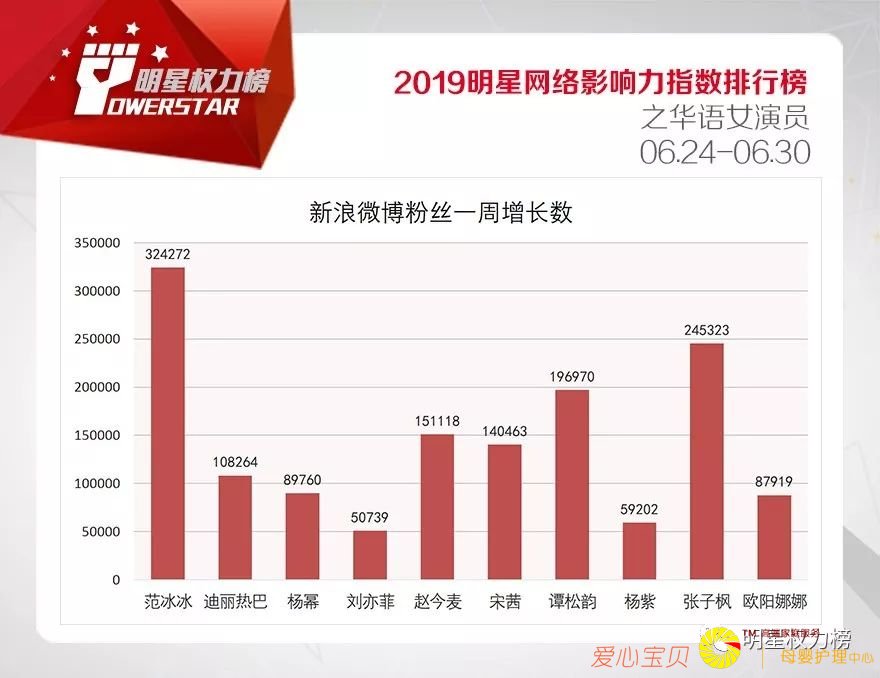 明星权力榜
POWERSTAR
2019明星网络影响力指数排行榜
之华语女演员
06.24-06.30
新浪微博粉丝一周增长数
350000
300000
250000
200000
150000
100000
50000
0
324272
108264
89760
50739
151118
140463
196970
59202
245323
87919
范冰冰 迪丽热巴 杨幂 刘亦菲 赵今麦 宋茜 谭松韵 杨紫 张子枫 欧阳娜娜
明星权力榜
爱心宝贝
母婴护理中心